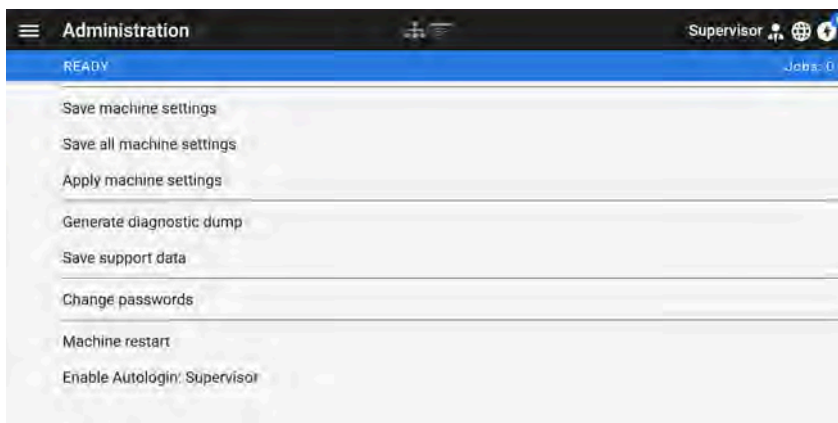 Administration
Supervisor
READY
Jobs: 0
Save machine settings
Save all machine settings
Apply machine settings
Generate diagnostic dump
Save support data
Change passwords
Machine restart
Enable Autologin: Supervisor